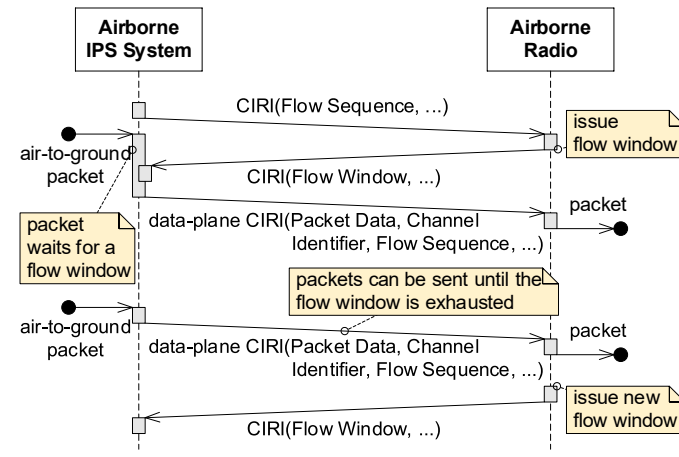 Airborne
IPS System
Airborne
Radio
CIRI(Flow Sequence, ...)
issue
flow window
air-to-ground
packet
CIRI(Flow Window, ...)
packet
waits for a
flow window
data-plane CIRI(Packet Data, Channel
Identifier, Flow Sequence, ...)
packet
packets can be sent until the
flow window is exhausted
air-to-ground
packet
data-plane CIRI(Packet Data, Channel
Identifier, Flow Sequence, ...)
packet
issue new
flow window
CIRI(Flow Window, ...)